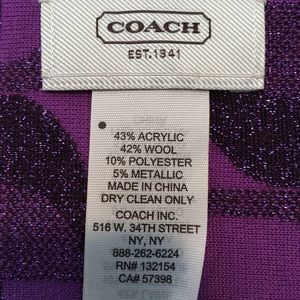 COACH
EST.1941
43% ACRYLIC
42% WOOL
10% POLYESTER
5% METALLIC
MADE IN CHINA
DRY CLEAN ONLY
COACH INC.
516 W. 34TH STREET
NY, NY
888-262-6224
RN# 132154
CA# 57398